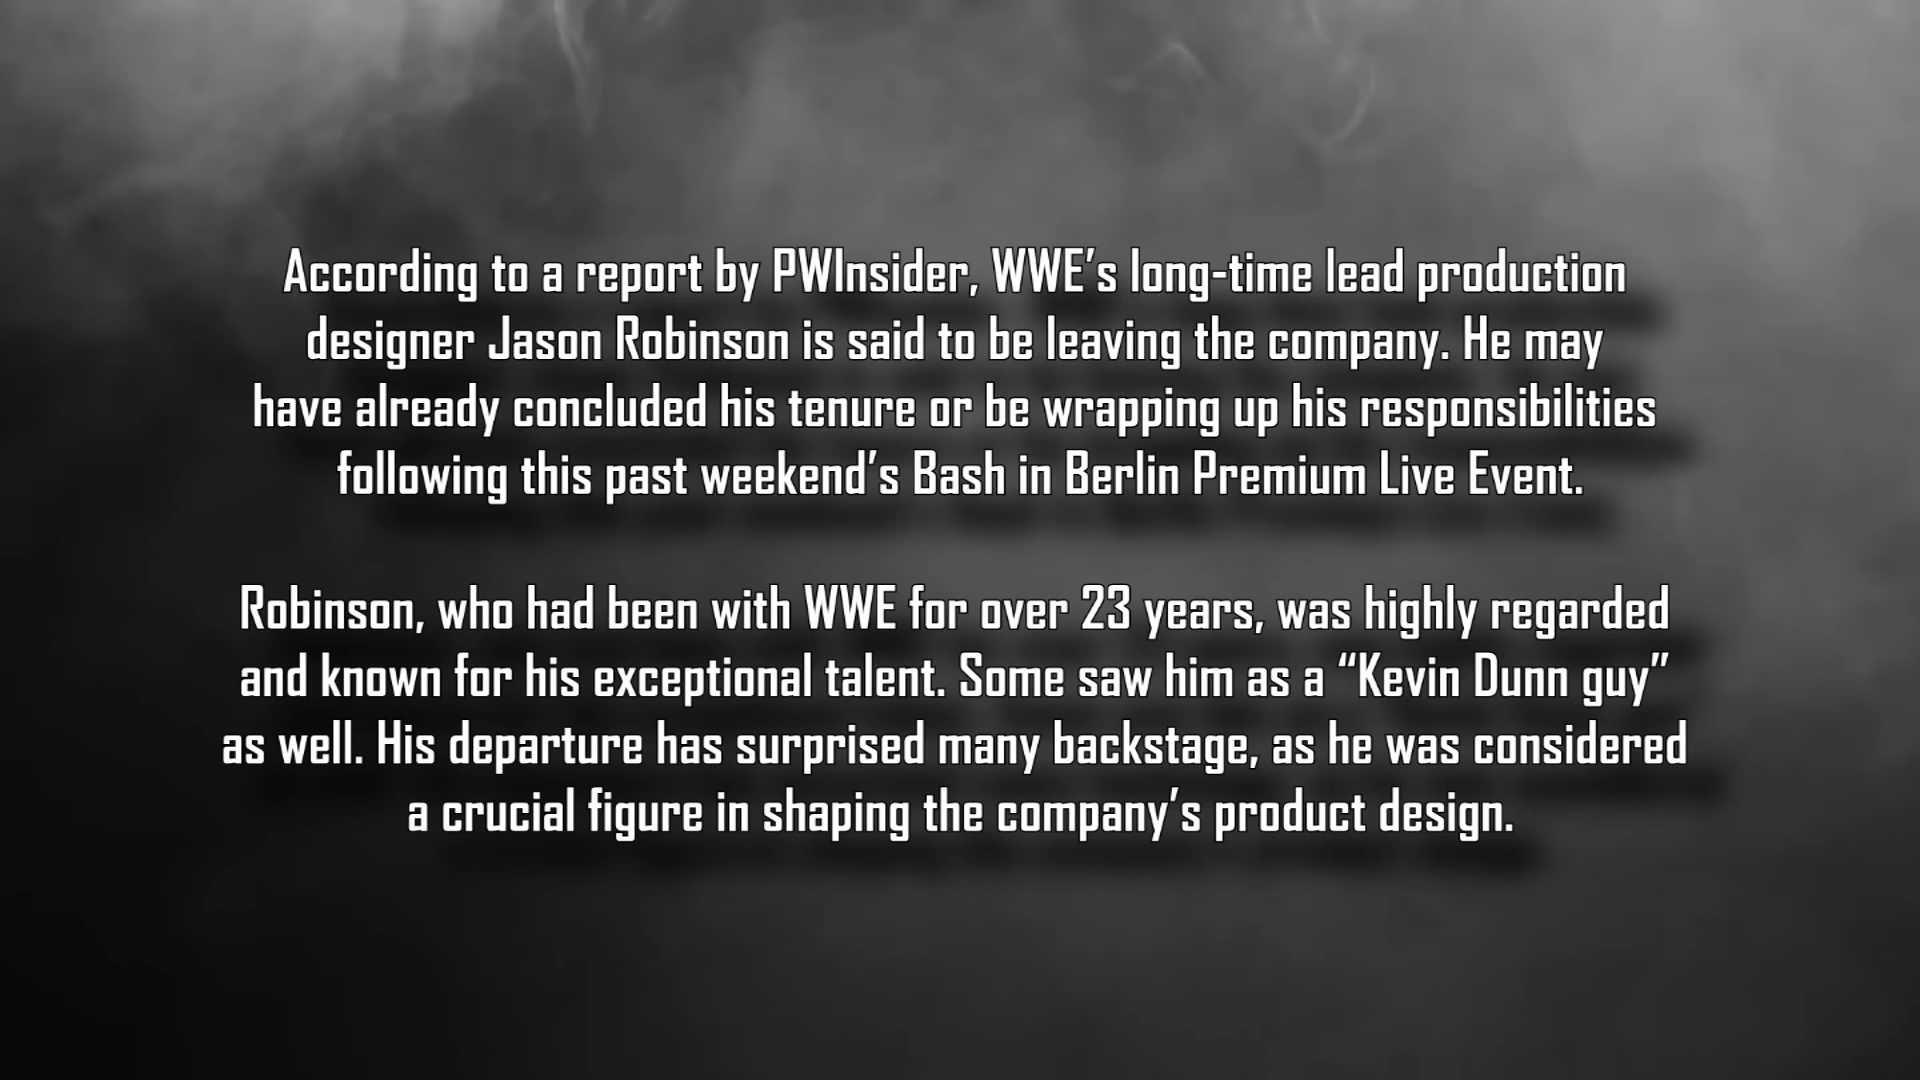 According to a report by PWInsider, WWE’s long-time lead production
designer Jason Robinson is said to be leaving the company. He may
have already concluded his tenure or be wrapping up his responsibilities
following this past weekend’s Bash in Berlin Premium Live Event.
Robinson, who had been with WWE for over 23 years, was highly regarded
and known for his exceptional talent. Some saw him as a “Kevin Dunn guy”
as well. His departure has surprised many backstage, as he was considered
a crucial figure in shaping the company’s product design.